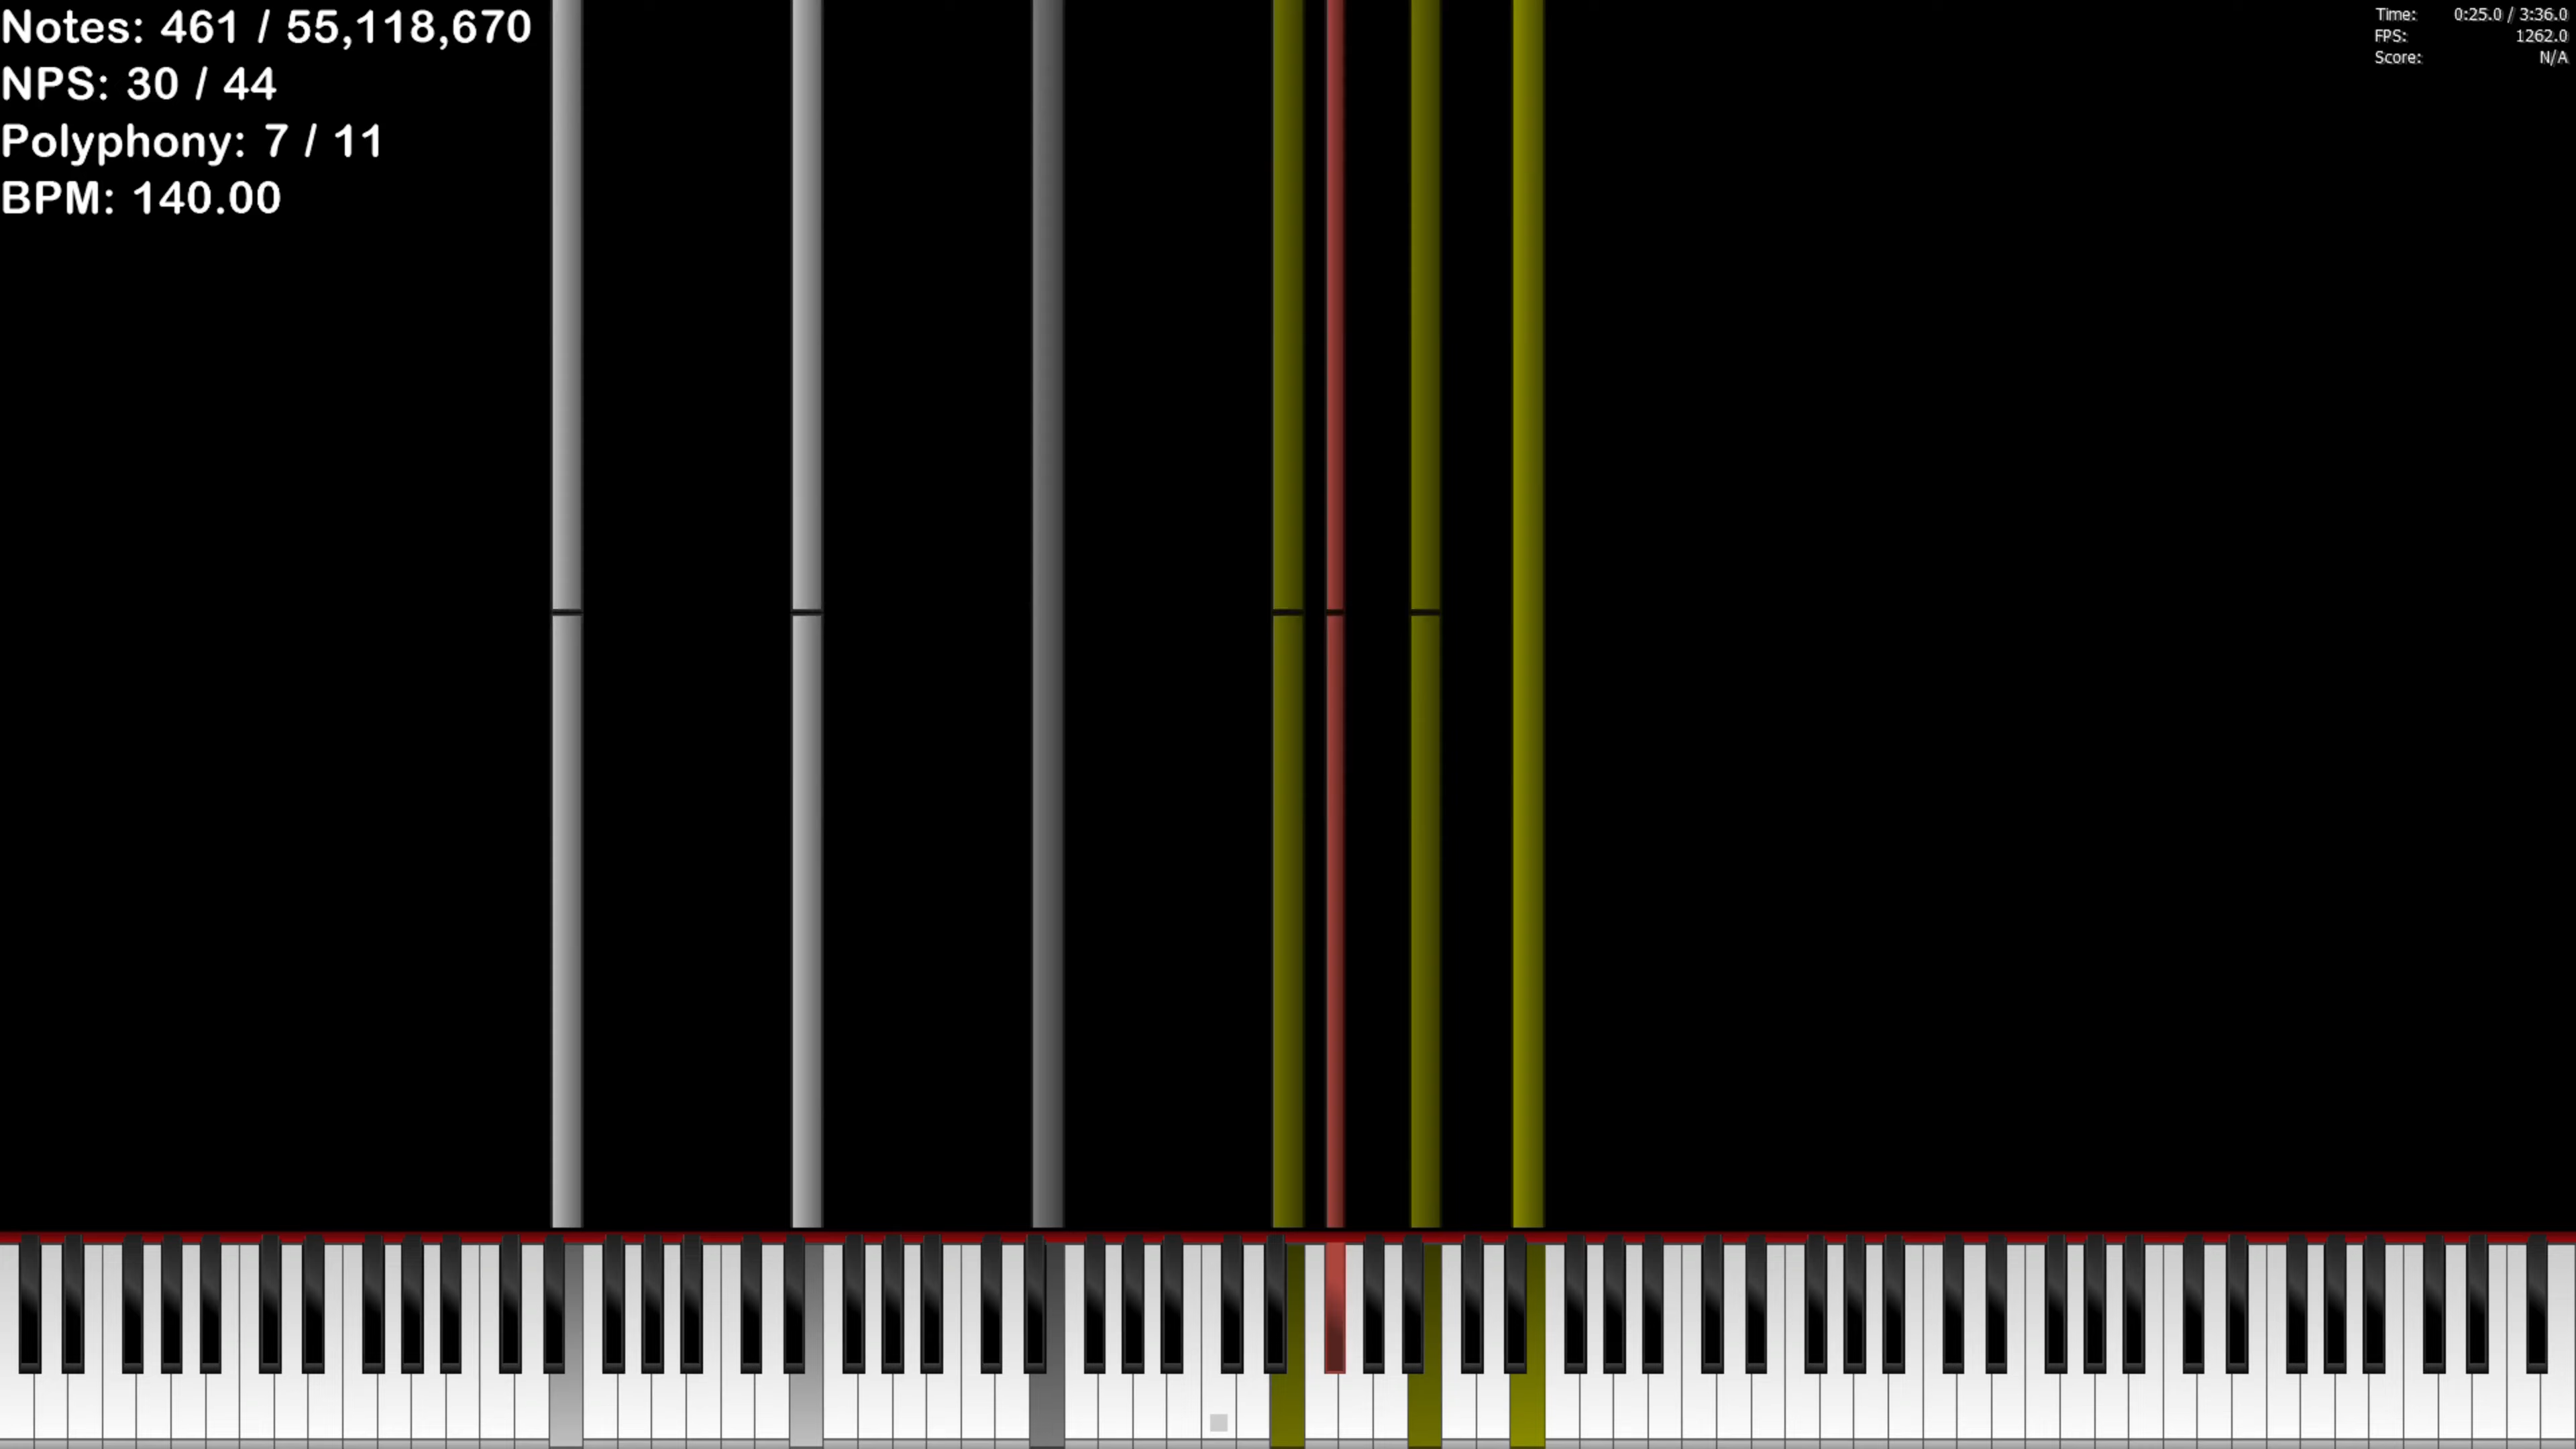 Notes: 461 / 55,118,670
NPS: 30 / 44
Polyphony: 7 / 11
BPM: 140.00
Time: 0:25.0 / 3:36.0
FPS: 1262.0
Score: N/A